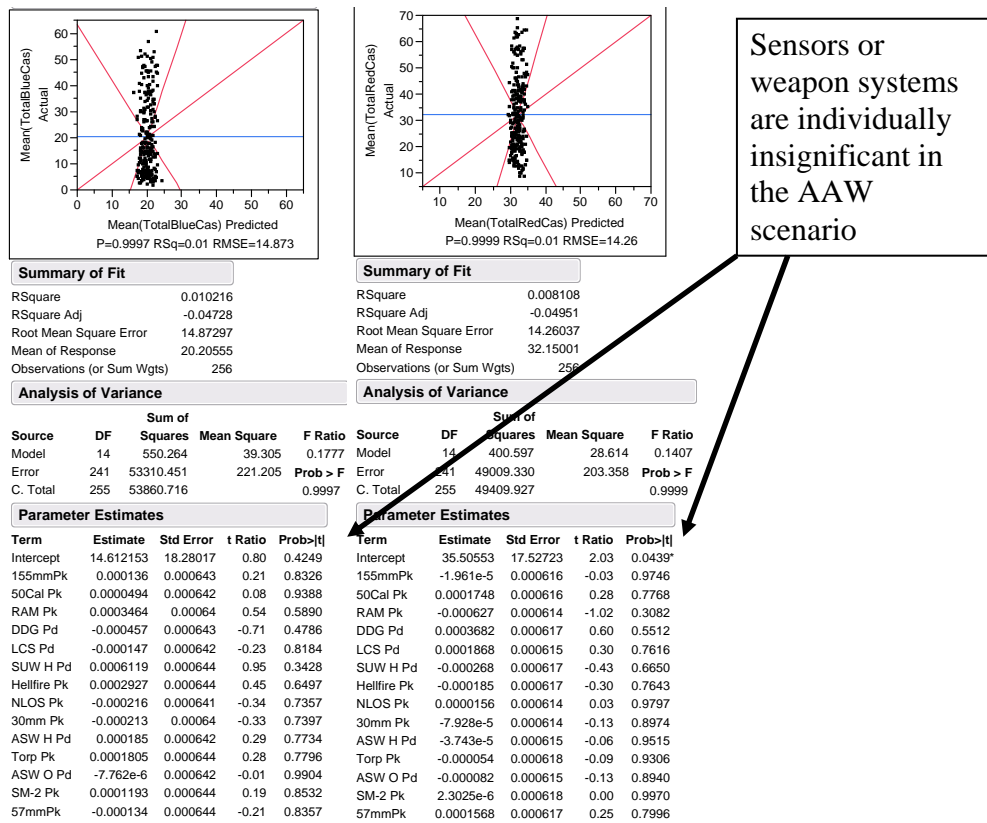 60
50
40
30
20
10
0
Mean(TotalBlueCas)
Actual
0 10 20 30 40 50 60
Mean(TotalBlueCas) Predicted
P=0.9997 RSq=0.01 RMSE=14.873
70
60
50
40
30
20
10
Mean(TotalRedCas)
Actual
10 20 30 40 50 60 70
Mean(TotalRedCas) Predicted
P=0.9999 RSq=0.01 RMSE=14.26
Sensors or
weapon systems
are individually
insignificant in
the AAW
scenario
Summary of Fit
RSquare 0.010216
RSquare Adj -0.04728
Root Mean Square Error 14.87297
Mean of Response 20.20555
Observations (or Sum Wgts) 256
Analysis of Variance
Sum of
Source DF Squares Mean Square F Ratio
Model 14 550.264 39.305 0.1777
Error 241 53310.451 221.205 Prob > F
C. Total 255 53860.716 0.9997
Parameter Estimates
Term Estimate Std Error t Ratio Prob>|t|
Intercept 14.612153 18.28017 0.80 0.4249
155mmPk 0.000136 0.000643 0.21 0.8326
50Cal Pk 0.0000494 0.000642 0.08 0.9388
RAM Pk 0.0003464 0.00064 0.54 0.5890
DDG Pd -0.000457 0.000643 -0.71 0.4786
LCS Pd -0.000147 0.000642 -0.23 0.8184
SUW H Pd 0.0006119 0.000644 0.95 0.3428
Hellfire Pk 0.0002927 0.000644 0.45 0.6497
NLOS Pk -0.000216 0.000641 -0.34 0.7357
30mm Pk -0.000213 0.00064 -0.33 0.7397
ASW H Pd 0.000185 0.000642 0.29 0.7734
Torp Pk 0.0001805 0.000644 0.28 0.7796
ASW O Pd -7.762e-6 0.000642 -0.01 0.9904
SM-2 Pk 0.0001193 0.000644 0.19 0.8532
57mmPk -0.000134 0.000644 -0.21 0.8357
Summary of Fit
RSquare 0.008108
RSquare Adj -0.04951
Root Mean Square Error 14.26037
Mean of Response 32.15001
Observations (or Sum Wgts) 256
Analysis of Variance
Sum of
Source DF Squares Mean Square F Ratio
Model 14 400.597 28.614 0.1407
Error 241 49009.330 203.358 Prob > F
C. Total 255 49409.927 0.9999
Parameter Estimates
Term Estimate Std Error t Ratio Prob>|t|
Intercept 35.50553 17.52723 2.03 0.0439*
155mmPk -1.961e-5 0.000616 -0.03 0.9746
50Cal Pk 0.0001748 0.000616 0.28 0.7768
RAM Pk -0.000627 0.000614 -1.02 0.3082
DDG Pd 0.0003682 0.000617 0.60 0.5512
LCS Pd 0.0001868 0.000615 0.30 0.7616
SUW H Pd -0.000268 0.000617 -0.43 0.6650
Hellfire Pk -0.000185 0.000617 -0.30 0.7643
NLOS Pk 0.0000156 0.000614 0.03 0.9797
30mm Pk -7.928e-5 0.000614 -0.13 0.8974
ASW H Pd -3.743e-5 0.000615 -0.06 0.9515
Torp Pk -0.000054 0.000618 -0.09 0.9306
ASW O Pd -0.000082 0.000615 -0.13 0.8940
SM-2 Pk 2.3025e-6 0.000618 0.00 0.9970
57mmPk 0.0001568 0.000617 0.25 0.7996